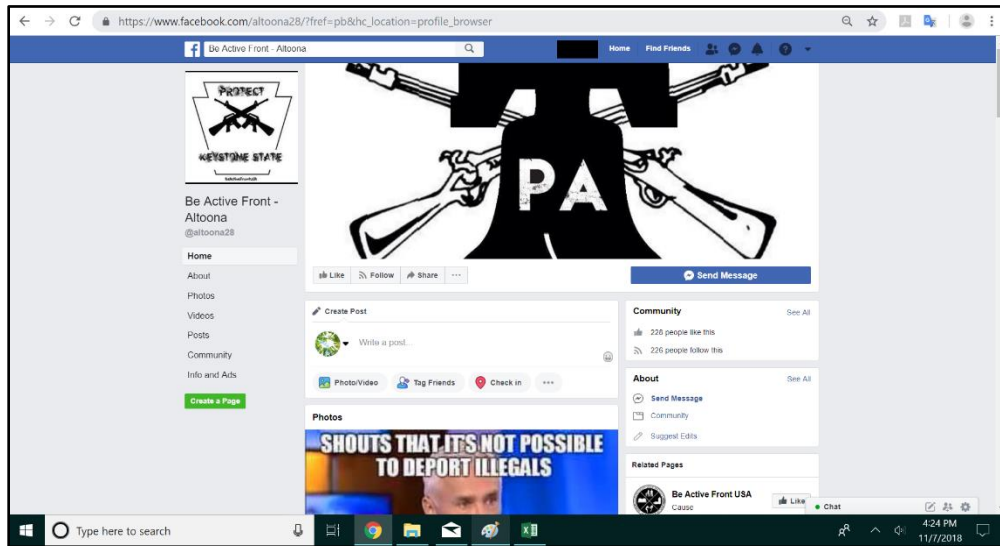 https://www.facebook.com/altoona28/?fref=pb&hc_location=profile_browser
Be Active Front - Altoona
Home Find Friends
PROTECT
KEYSTONE STATE
PA
Be Active Front -
Altoona
@altoona28
Home
About
Photos
Videos
Posts
Community
Info and Ads
Create a Page
Like Follow Share ...
Send Message
Create Post
Write a post...
Photo/Video Tag Friends Check in ...
Photos
SHOUTS THAT IT'S NOT POSSIBLE
TO DEPORT ILLEGALS
Community See All
228 people like this
226 people follow this
About See All
Send Message
Community
Suggest Edits
Related Pages
Be Active Front USA
Cause
Like
Chat
Type here to search
4:24 PM
11/7/2018